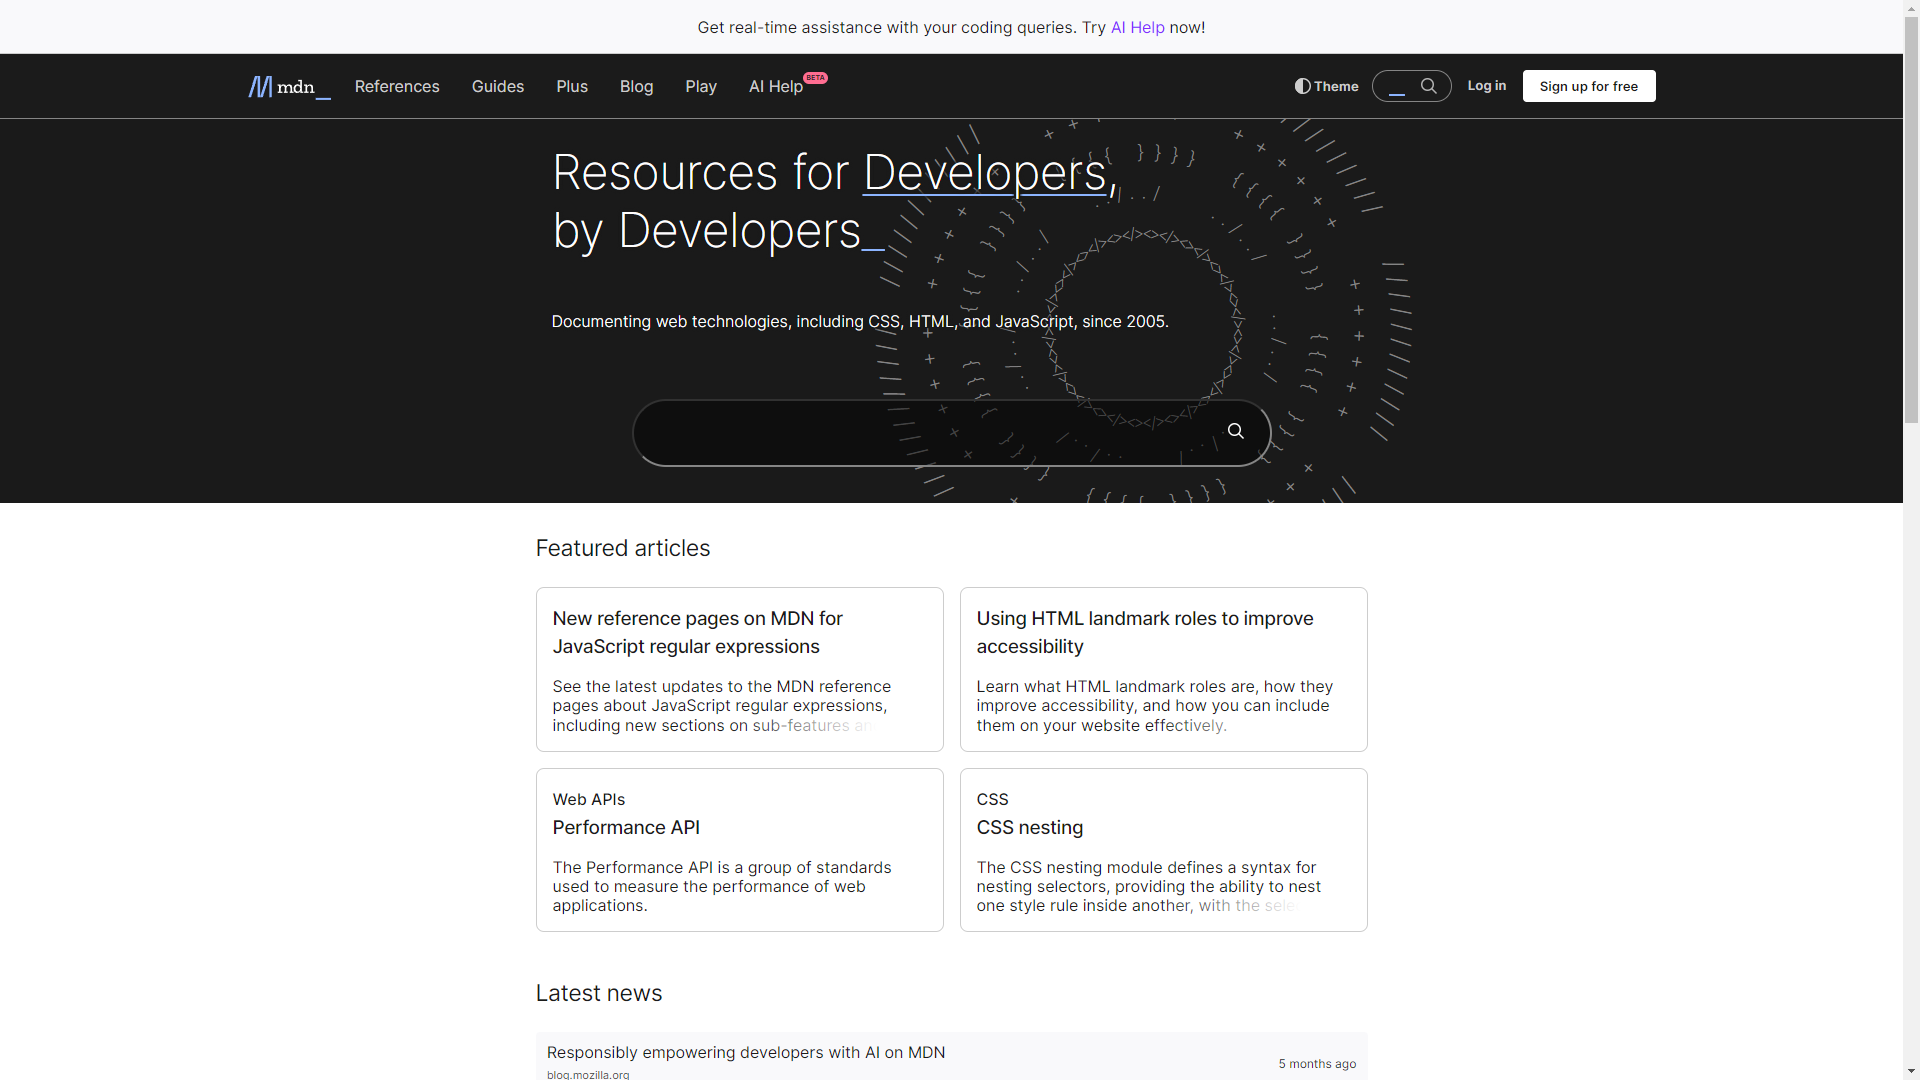 Get real-time assistance with your coding queries. Try AI Help now!
mdn_ References Guides Plus Blog Play AI Help BETA Theme Log in Sign up for free
Resources for Developers,
by Developers_
Documenting web technologies, including CSS, HTML, and JavaScript, since 2005.
Featured articles
New reference pages on MDN for
JavaScript regular expressions
See the latest updates to the MDN reference
pages about JavaScript regular expressions,
including new sections on sub-features
Using HTML landmark roles to improve
accessibility
Learn what HTML landmark roles are, how they
improve accessibility, and how you can include
them on your website effectively.
Web APIs
Performance API
The Performance API is a group of standards
used to measure the performance of web
applications.
CSS
CSS nesting
The CSS nesting module defines a syntax for
nesting selectors, providing the ability to nest
one style rule inside another, with the
Latest news
Responsibly empowering developers with AI on MDN
5 months ago
blog.mozilla.org